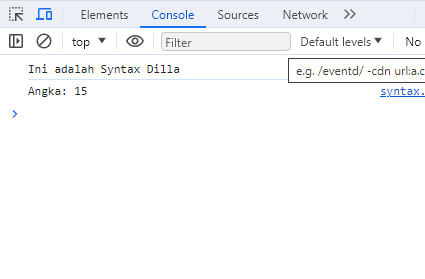 Elements Console Sources Network
top Filter Default levels No
Ini adalah Syntax Dilla
e.g. /eventd/ -cdn url:a.c
Angka: 15 syntax.